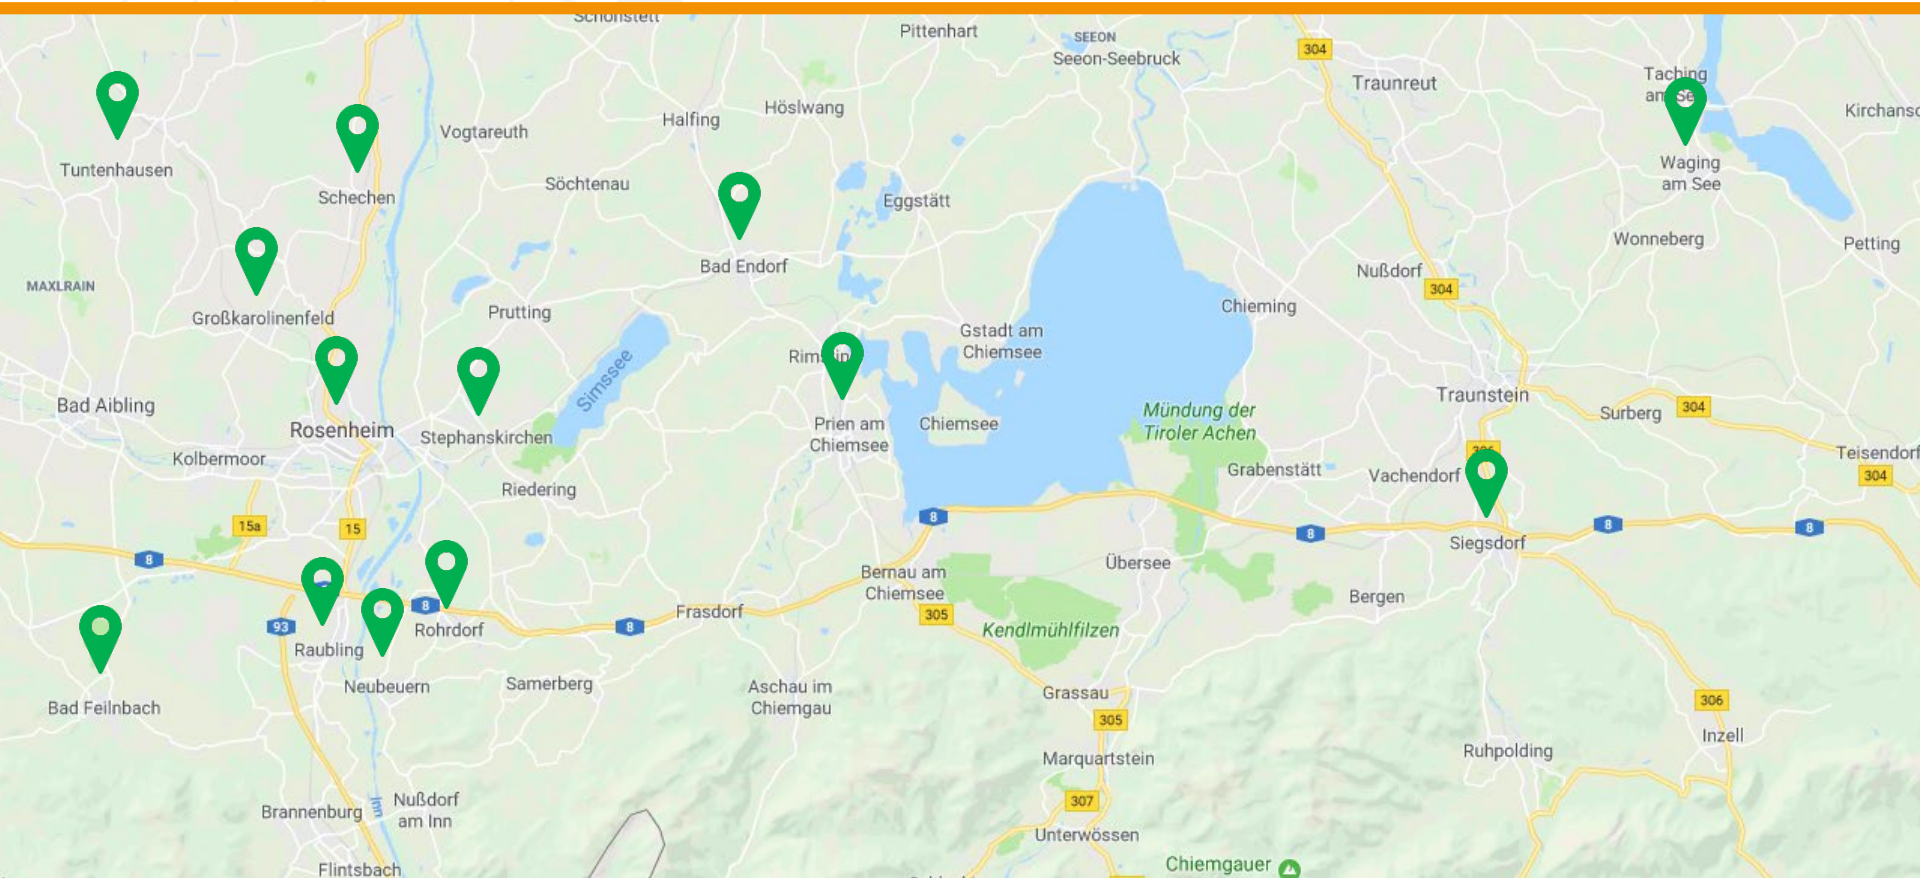 Schonstett
Pittenhart
SEEON
Seeon-Seebruck
304
Traunreut
Taching
am See
Kirchansc
Höslwang
Halfing
Vogtareuth
Tuntenhausen
Schechen
Söchtenau
Eggstätt
Waging
am See
Wonneberg
Petting
Bad Endorf
Nußdorf
304
MAXLRAIN
Großkarolinenfeld
Prutting
Chieming
Gstadt am
Chiemsee
Simssee
Bad Aibling
Rosenheim
Stephanskirchen
Prien am
Chiemsee
Chiemsee
Mündung der
Tiroler Achen
Traunstein
Surberg
304
Teisendorf
304
Kolbermoor
Riedering
Grabenstätt
Vachendorf
15a
15
8
8
8
8
8
Siegsdorf
Übersee
Bernau am
Chiemsee
305
Bergen
8
Rohrdorf
8
Frasdorf
93
Raubling
Kendlmühlfilzen
Neubeuern
Samerberg
Aschau im
Chiemgau
Grassau
305
306
Bad Feilnbach
Inzell
Ruhpolding
Marquartstein
307
Unterwössen
Brannenburg
Inn
Nußdorf
am Inn
Flintsbach
Chiemgauer